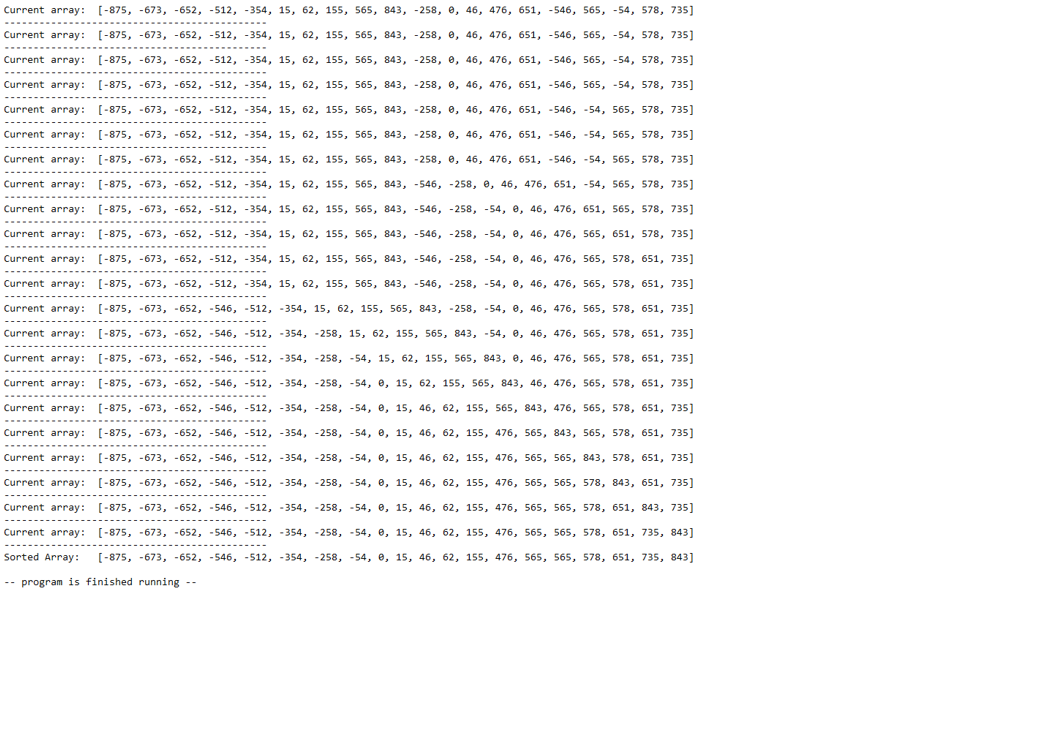 Current array:  [-875, -673, -652, -512, -354, 15, 62, 155, 565, 843, -258, 0, 46, 476, 651, -546, 565, -54, 578, 735]
---------------------------------------------
Current array:  [-875, -673, -652, -512, -354, 15, 62, 155, 565, 843, -258, 0, 46, 476, 651, -546, 565, -54, 578, 735]
---------------------------------------------
Current array:  [-875, -673, -652, -512, -354, 15, 62, 155, 565, 843, -258, 0, 46, 476, 651, -546, 565, -54, 578, 735]
---------------------------------------------
Current array:  [-875, -673, -652, -512, -354, 15, 62, 155, 565, 843, -258, 0, 46, 476, 651, -546, 565, -54, 578, 735]
---------------------------------------------
Current array:  [-875, -673, -652, -512, -354, 15, 62, 155, 565, 843, -258, 0, 46, 476, 651, -546, -54, 565, 578, 735]
---------------------------------------------
Current array:  [-875, -673, -652, -512, -354, 15, 62, 155, 565, 843, -258, 0, 46, 476, 651, -546, -54, 565, 578, 735]
---------------------------------------------
Current array:  [-875, -673, -652, -512, -354, 15, 62, 155, 565, 843, -258, 0, 46, 476, 651, -546, -54, 565, 578, 735]
---------------------------------------------
Current array:  [-875, -673, -652, -512, -354, 15, 62, 155, 565, 843, -546, -258, 0, 46, 476, 651, -54, 565, 578, 735]
---------------------------------------------
Current array:  [-875, -673, -652, -512, -354, 15, 62, 155, 565, 843, -546, -258, -54, 0, 46, 476, 651, 565, 578, 735]
---------------------------------------------
Current array:  [-875, -673, -652, -512, -354, 15, 62, 155, 565, 843, -546, -258, -54, 0, 46, 476, 565, 651, 578, 735]
---------------------------------------------
Current array:  [-875, -673, -652, -512, -354, 15, 62, 155, 565, 843, -546, -258, -54, 0, 46, 476, 565, 578, 651, 735]
---------------------------------------------
Current array:  [-875, -673, -652, -512, -354, 15, 62, 155, 565, 843, -546, -258, -54, 0, 46, 476, 565, 578, 651, 735]
---------------------------------------------
Current array:  [-875, -673, -652, -546, -512, -354, 15, 62, 155, 565, 843, -258, -54, 0, 46, 476, 565, 578, 651, 735]
---------------------------------------------
Current array:  [-875, -673, -652, -546, -512, -354, -258, 15, 62, 155, 565, 843, -54, 0, 46, 476, 565, 578, 651, 735]
---------------------------------------------
Current array:  [-875, -673, -652, -546, -512, -354, -258, -54, 15, 62, 155, 565, 843, 0, 46, 476, 565, 578, 651, 735]
---------------------------------------------
Current array:  [-875, -673, -652, -546, -512, -354, -258, -54, 0, 15, 62, 155, 565, 843, 46, 476, 565, 578, 651, 735]
---------------------------------------------
Current array:  [-875, -673, -652, -546, -512, -354, -258, -54, 0, 15, 46, 62, 155, 565, 843, 476, 565, 578, 651, 735]
---------------------------------------------
Current array:  [-875, -673, -652, -546, -512, -354, -258, -54, 0, 15, 46, 62, 155, 476, 565, 843, 565, 578, 651, 735]
---------------------------------------------
Current array:  [-875, -673, -652, -546, -512, -354, -258, -54, 0, 15, 46, 62, 155, 476, 565, 565, 843, 578, 651, 735]
---------------------------------------------
Current array:  [-875, -673, -652, -546, -512, -354, -258, -54, 0, 15, 46, 62, 155, 476, 565, 565, 578, 843, 651, 735]
---------------------------------------------
Current array:  [-875, -673, -652, -546, -512, -354, -258, -54, 0, 15, 46, 62, 155, 476, 565, 565, 578, 651, 843, 735]
---------------------------------------------
Current array:  [-875, -673, -652, -546, -512, -354, -258, -54, 0, 15, 46, 62, 155, 476, 565, 565, 578, 651, 735, 843]
---------------------------------------------
Sorted Array:   [-875, -673, -652, -546, -512, -354, -258, -54, 0, 15, 46, 62, 155, 476, 565, 565, 578, 651, 735, 843]
-- program is finished running --